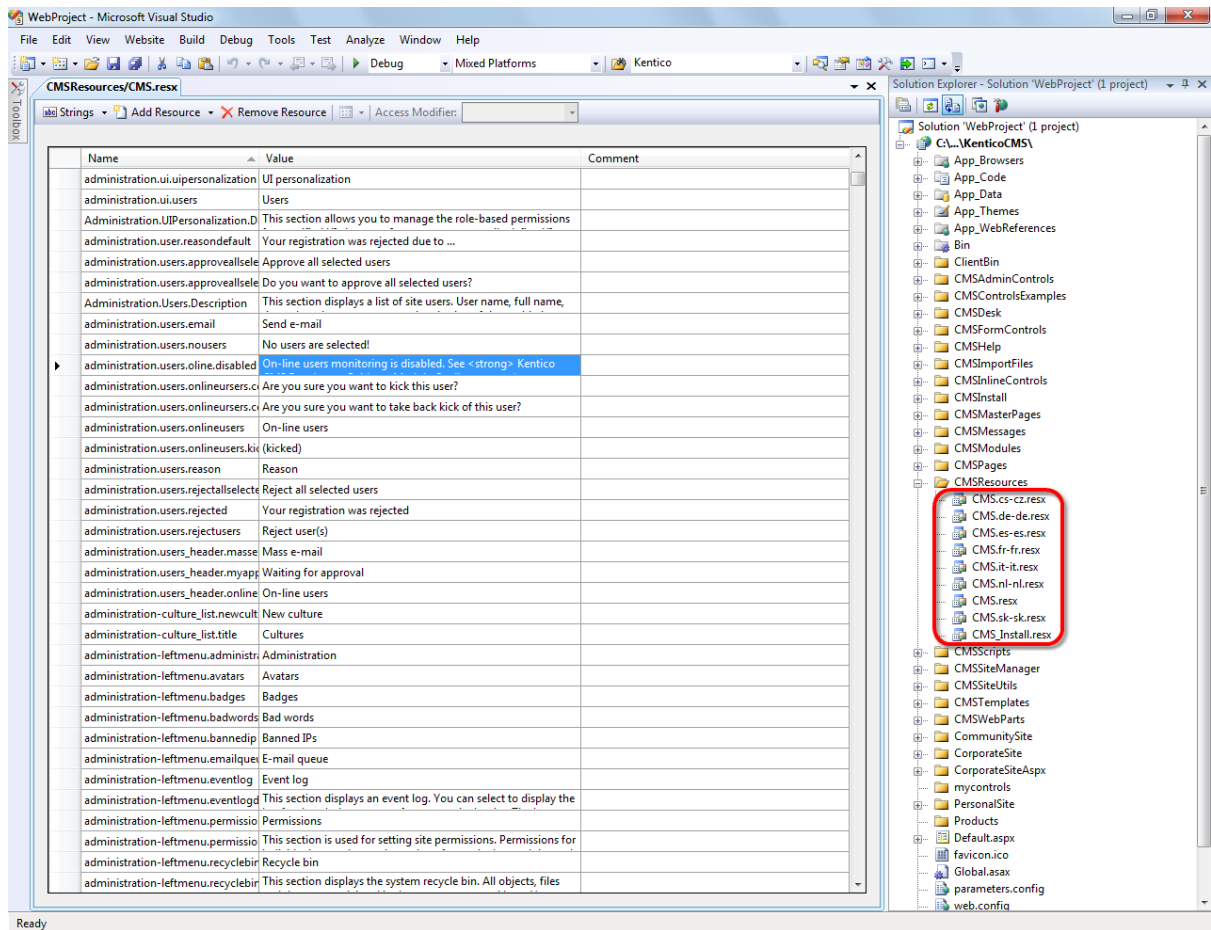 WebProject - Microsoft Visual Studio
File Edit View Website Build Debug Tools Test Analyze Window Help
Debug Mixed Platforms Kentico
Toolbox
CMSResources/CMS.resx
Strings Add Resource Remove Resource Access Modifier:
Name Value Comment
administration.ui.uipersonalization UI personalization
administration.ui.users Users
Administration.UIPersonalization.D This section allows you to manage the role-based permissions
administration.user.reasondefault Your registration was rejected due to ...
administration.users.approveallsele Approve all selected users
administration.users.approveallsele Do you want to approve all selected users?
Administration.Users.Description This section displays a list of site users. User name, full name,
administration.users.email Send e-mail
administration.users.nousers No users are selected!
administration.users.oline.disabled On-line users monitoring is disabled. See <strong> Kentico
administration.users.onlineursers.co Are you sure you want to kick this user?
administration.users.onlineursers.co Are you sure you want to take back kick of this user?
administration.users.onlineusers On-line users
administration.users.onlineusers.kic (kicked)
administration.users.reason Reason
administration.users.rejectallselecte Reject all selected users
administration.users.rejected Your registration was rejected
administration.users.rejectusers Reject user(s)
administration.users_header.masse Mass e-mail
administration.users_header.myapp Waiting for approval
administration.users_header.online On-line users
administration-culture_list.newcult New culture
administration-culture_list.title Cultures
administration-leftmenu.administra Administration
administration-leftmenu.avatars Avatars
administration-leftmenu.badges Badges
administration-leftmenu.badwords Bad words
administration-leftmenu.bannedip Banned IPs
administration-leftmenu.emailqueu E-mail queue
administration-leftmenu.eventlog Event log
administration-leftmenu.eventlogd This section displays an event log. You can select to display the
administration-leftmenu.permissio Permissions
administration-leftmenu.permissio This section is used for setting site permissions. Permissions for
administration-leftmenu.recyclebin Recycle bin
administration-leftmenu.recyclebin This section displays the system recycle bin. All objects, files
Solution Explorer - Solution 'WebProject' (1 project)
Solution 'WebProject' (1 project)
C:\...\KenticoCMS\
App_Browsers
App_Code
App_Data
App_Themes
App_WebReferences
Bin
ClientBin
CMSAdminControls
CMSControlsExamples
CMSDesk
CMSFormControls
CMSHelp
CMSImportFiles
CMSInlineControls
CMSInstall
CMSMasterPages
CMSMessages
CMSModules
CMSPages
CMSResources
CMS.cs-cz.resx
CMS.de-de.resx
CMS.es-es.resx
CMS.fr-fr.resx
CMS.it-it.resx
CMS.nl-nl.resx
CMS.resx
CMS.sk-sk.resx
CMS_Install.resx
CMSScripts
CMSSiteManager
CMSSiteUtils
CMSTemplates
CMSWebParts
CommunitySite
CorporateSite
CorporateSiteAspx
mycontrols
PersonalSite
Products
Default.aspx
favicon.ico
Global.asax
parameters.config
web.config
Ready